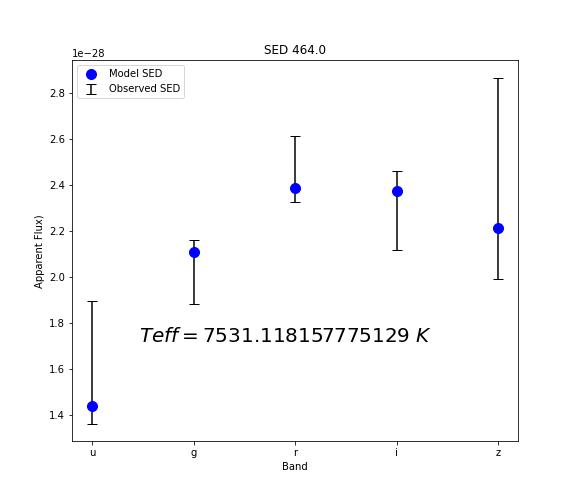 SED 464.0
1e−28
Model SED
Observed SED
2.8
2.6
2.4
2.2
2.0
1.8
1.6
1.4
Apparent Flux)
Teff = 7531.118157775129 K
u g r i z
Band